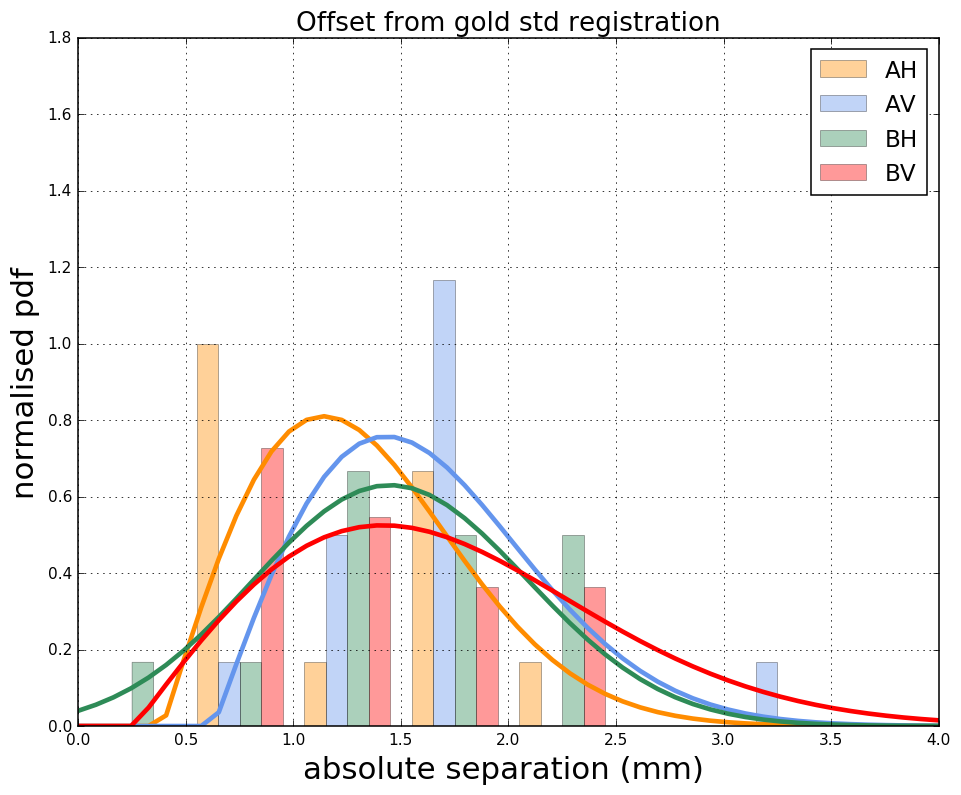 Offset from gold std registration
1.8
1.6
1.4
1.2
1.0
0.8
0.6
0.4
0.2
0.0
normalised pdf
AH
AV
BH
BV
0.0 0.5 1.0 1.5 2.0 2.5 3.0 3.5 4.0
absolute separation (mm)